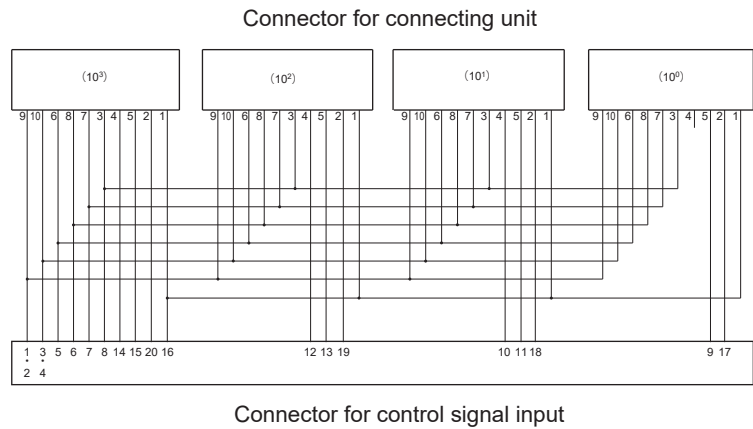 Connector for connecting unit
(10³) (10²) (10¹) (10⁰)
9 10 6 8 7 3 4 5 2 1 9 10 6 8 7 3 4 5 2 1 9 10 6 8 7 3 4 5 2 1 9 10 6 8 7 3 4 5 2 1
1 3 5 6 7 8 14 15 20 16 12 13 19 10 11 18 9 17
• •
2 4
Connector for control signal input